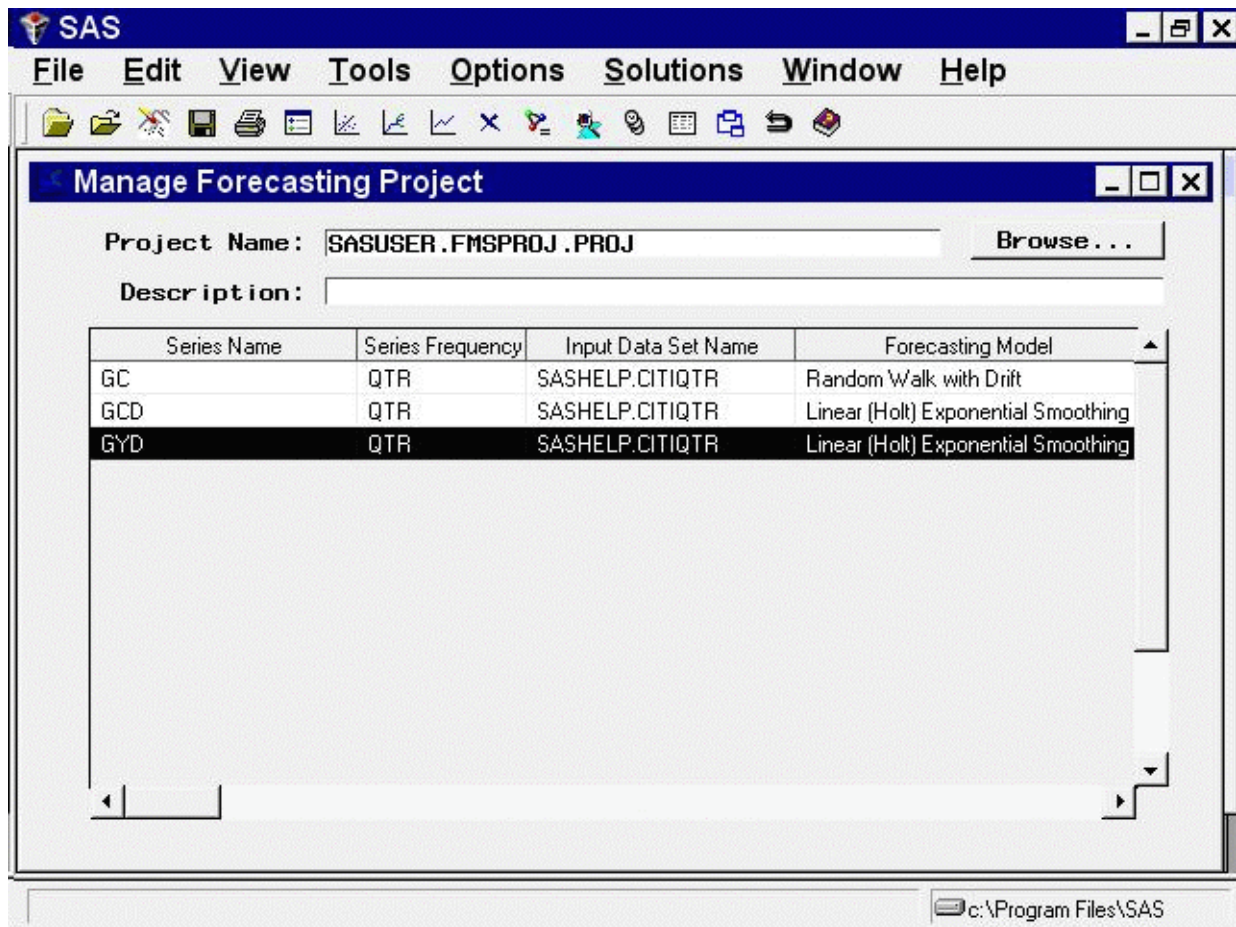 SAS
File Edit View Tools Options Solutions Window Help
Manage Forecasting Project
Project Name: SASUSER.FMSPROJ.PROJ Browse...
Description:
Series Name Series Frequency Input Data Set Name Forecasting Model
GC QTR SASHELP.CITIQTR Random Walk with Drift
GCD QTR SASHELP.CITIQTR Linear (Holt) Exponential Smoothing
GYD QTR SASHELP.CITIQTR Linear (Holt) Exponential Smoothing
c:\Program Files\SAS